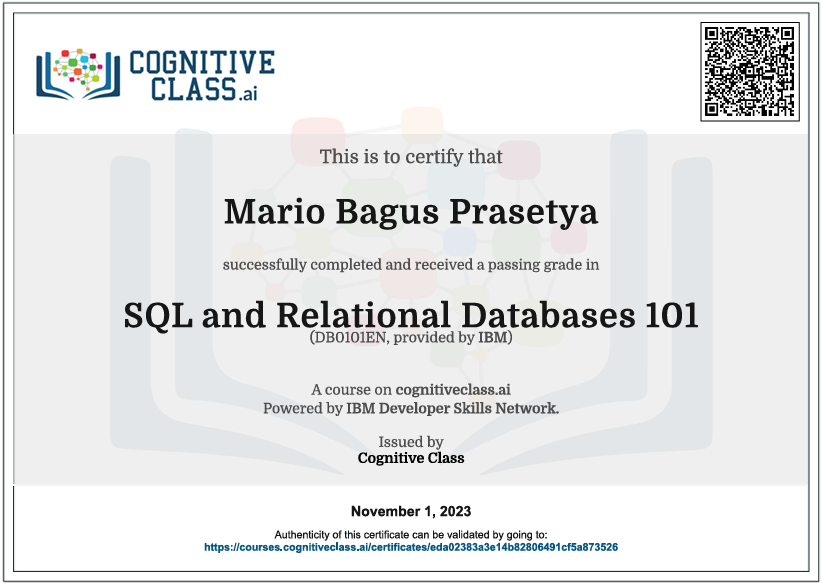 COGNITIVE
CLASS.ai
This is to certify that
Mario Bagus Prasetya
successfully completed and received a passing grade in
SQL and Relational Databases 101
(DB0101EN, provided by IBM)
A course on cognitiveclass.ai
Powered by IBM Developer Skills Network.
Issued by
Cognitive Class
November 1, 2023
Authenticity of this certificate can be validated by going to:
https://courses.cognitiveclass.ai/certificates/eda02383a3e14b82806491cf5a873526